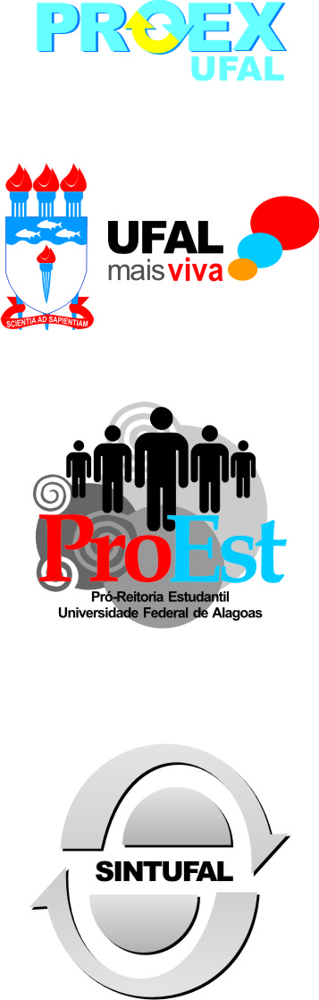 PROEX
UFAL
UFAL
mais viva
SCIENTIA AD SAPIENTIAM
ProEst
Pró-Reitoria Estudantil
Universidade Federal de Alagoas
SINTUFAL